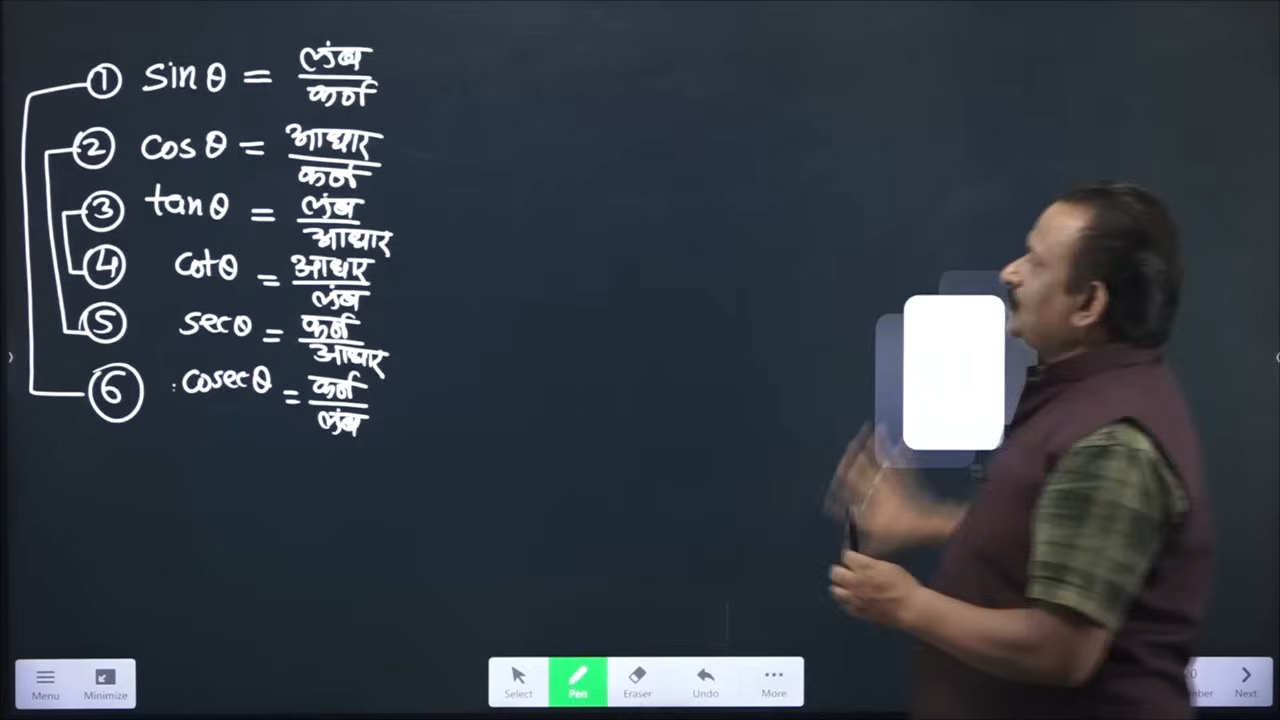 ① sinθ = लंब/कर्ण
② cosθ = आधार/कर्ण
③ tanθ = लंब/आधार
④ cotθ = आधार/लंब
⑤ secθ = कर्ण/आधार
⑥ cosecθ = कर्ण/लंब
Menu Minimize Select Pen Eraser Undo More Next